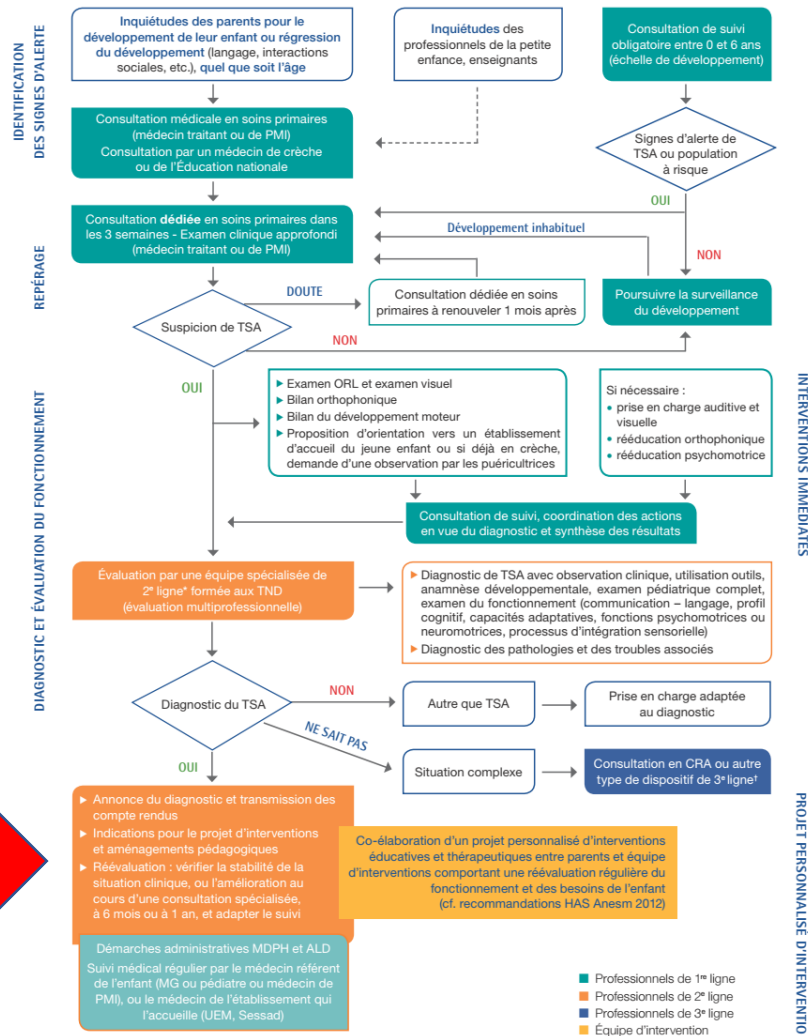 IDENTIFICATION
DES SIGNES D'ALERTE
Inquiétudes des parents pour le
développement de leur enfant ou régression
du développement (langage, interactions
sociales, etc.), quel que soit l'âge
Inquiétudes des
professionnels de la petite
enfance, enseignants
Consultation de suivi
obligatoire entre 0 et 6 ans
(échelle de développement)
Consultation médicale en soins primaires
(médecin traitant ou de PMI)
Consultation par un médecin de crèche
ou de l'Éducation nationale
Signes d'alerte de
TSA ou population
à risque
OUI
NON
REPÉRAGE
Consultation dédiée en soins primaires dans
les 3 semaines - Examen clinique approfondi
(médecin traitant ou de PMI)
Développement inhabituel
Suspicion de TSA
DOUTE
Consultation dédiée en soins
primaires à renouveler 1 mois après
Poursuivre la surveillance
du développement
NON
OUI
DIAGNOSTIC ET ÉVALUATION DU FONCTIONNEMENT
▶ Examen ORL et examen visuel
▶ Bilan orthophonique
▶ Bilan du développement moteur
▶ Proposition d'orientation vers un établissement
d'accueil du jeune enfant ou si déjà en crèche,
demande d'une observation par les puéricultrices
Si nécessaire :
• prise en charge auditive et
visuelle
• rééducation orthophonique
• rééducation psychomotrice
INTERVENTIONS IMMÉDIATES
Consultation de suivi, coordination des actions
en vue du diagnostic et synthèse des résultats
Évaluation par une équipe spécialisée de
2e ligne* formée aux TND
(évaluation multiprofessionnelle)
▶ Diagnostic de TSA avec observation clinique, utilisation outils,
anamnèse développementale, examen pédiatrique complet,
examen du fonctionnement (communication – langage, profil
cognitif, capacités adaptatives, fonctions psychomotrices ou
neuromotrices, processus d'intégration sensorielle)
▶ Diagnostic des pathologies et des troubles associés
Diagnostic du TSA
NON
Autre que TSA
Prise en charge adaptée
au diagnostic
NE SAIT PAS
Situation complexe
Consultation en CRA ou autre
type de dispositif de 3e ligne†
OUI
▶ Annonce du diagnostic et transmission des
compte rendus
▶ Indications pour le projet d'interventions
et aménagements pédagogiques
▶ Réévaluation : vérifier la stabilité de la
situation clinique, ou l'amélioration au
cours d'une consultation spécialisée,
à 6 mois ou à 1 an, et adapter le suivi
Co-élaboration d'un projet personnalisé d'interventions
éducatives et thérapeutiques entre parents et équipe
d'interventions comportant une réévaluation régulière du
fonctionnement et des besoins de l'enfant
(cf. recommandations HAS Anesm 2012)
PROJET PERSONNALISÉ D'INTERVENTIO
Démarches administratives MDPH et ALD
Suivi médical régulier par le médecin référent
de l'enfant (MG ou pédiatre ou médecin de
PMI), ou le médecin de l'établissement qui
l'accueille (UEM, Sessad)
Professionnels de 1re ligne
Professionnels de 2e ligne
Professionnels de 3e ligne
Équipe d'intervention